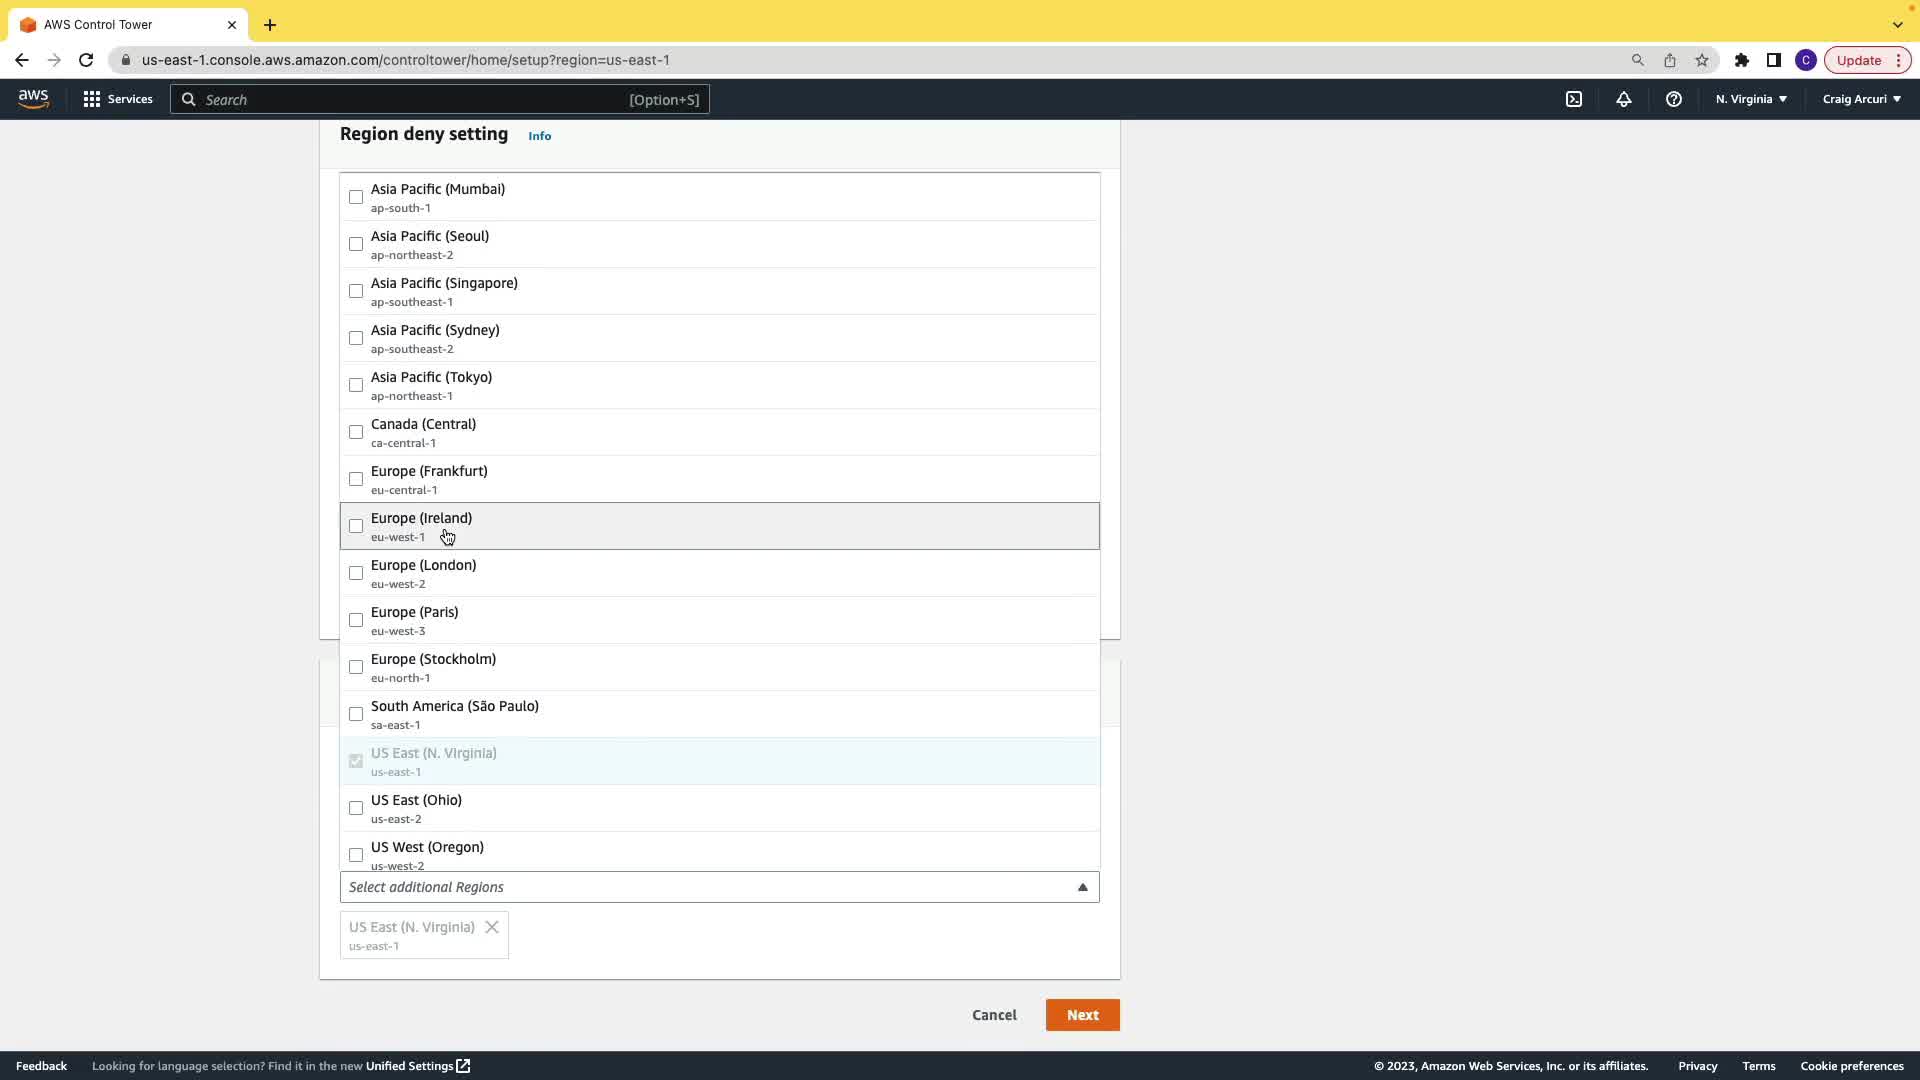 AWS Control Tower
us-east-1.console.aws.amazon.com/controltower/home/setup?region=us-east-1
C
Update
aws
Services
Search
[Option+S]
N. Virginia
Craig Arcuri
Region deny setting
Info
Asia Pacific (Mumbai)
ap-south-1
Asia Pacific (Seoul)
ap-northeast-2
Asia Pacific (Singapore)
ap-southeast-1
Asia Pacific (Sydney)
ap-southeast-2
Asia Pacific (Tokyo)
ap-northeast-1
Canada (Central)
ca-central-1
Europe (Frankfurt)
eu-central-1
Europe (Ireland)
eu-west-1
Europe (London)
eu-west-2
Europe (Paris)
eu-west-3
Europe (Stockholm)
eu-north-1
South America (São Paulo)
sa-east-1
US East (N. Virginia)
us-east-1
US East (Ohio)
us-east-2
US West (Oregon)
us-west-2
Select additional Regions
US East (N. Virginia)
us-east-1
Cancel
Next
Feedback
Looking for language selection? Find it in the new Unified Settings
© 2023, Amazon Web Services, Inc. or its affiliates.
Privacy
Terms
Cookie preferences